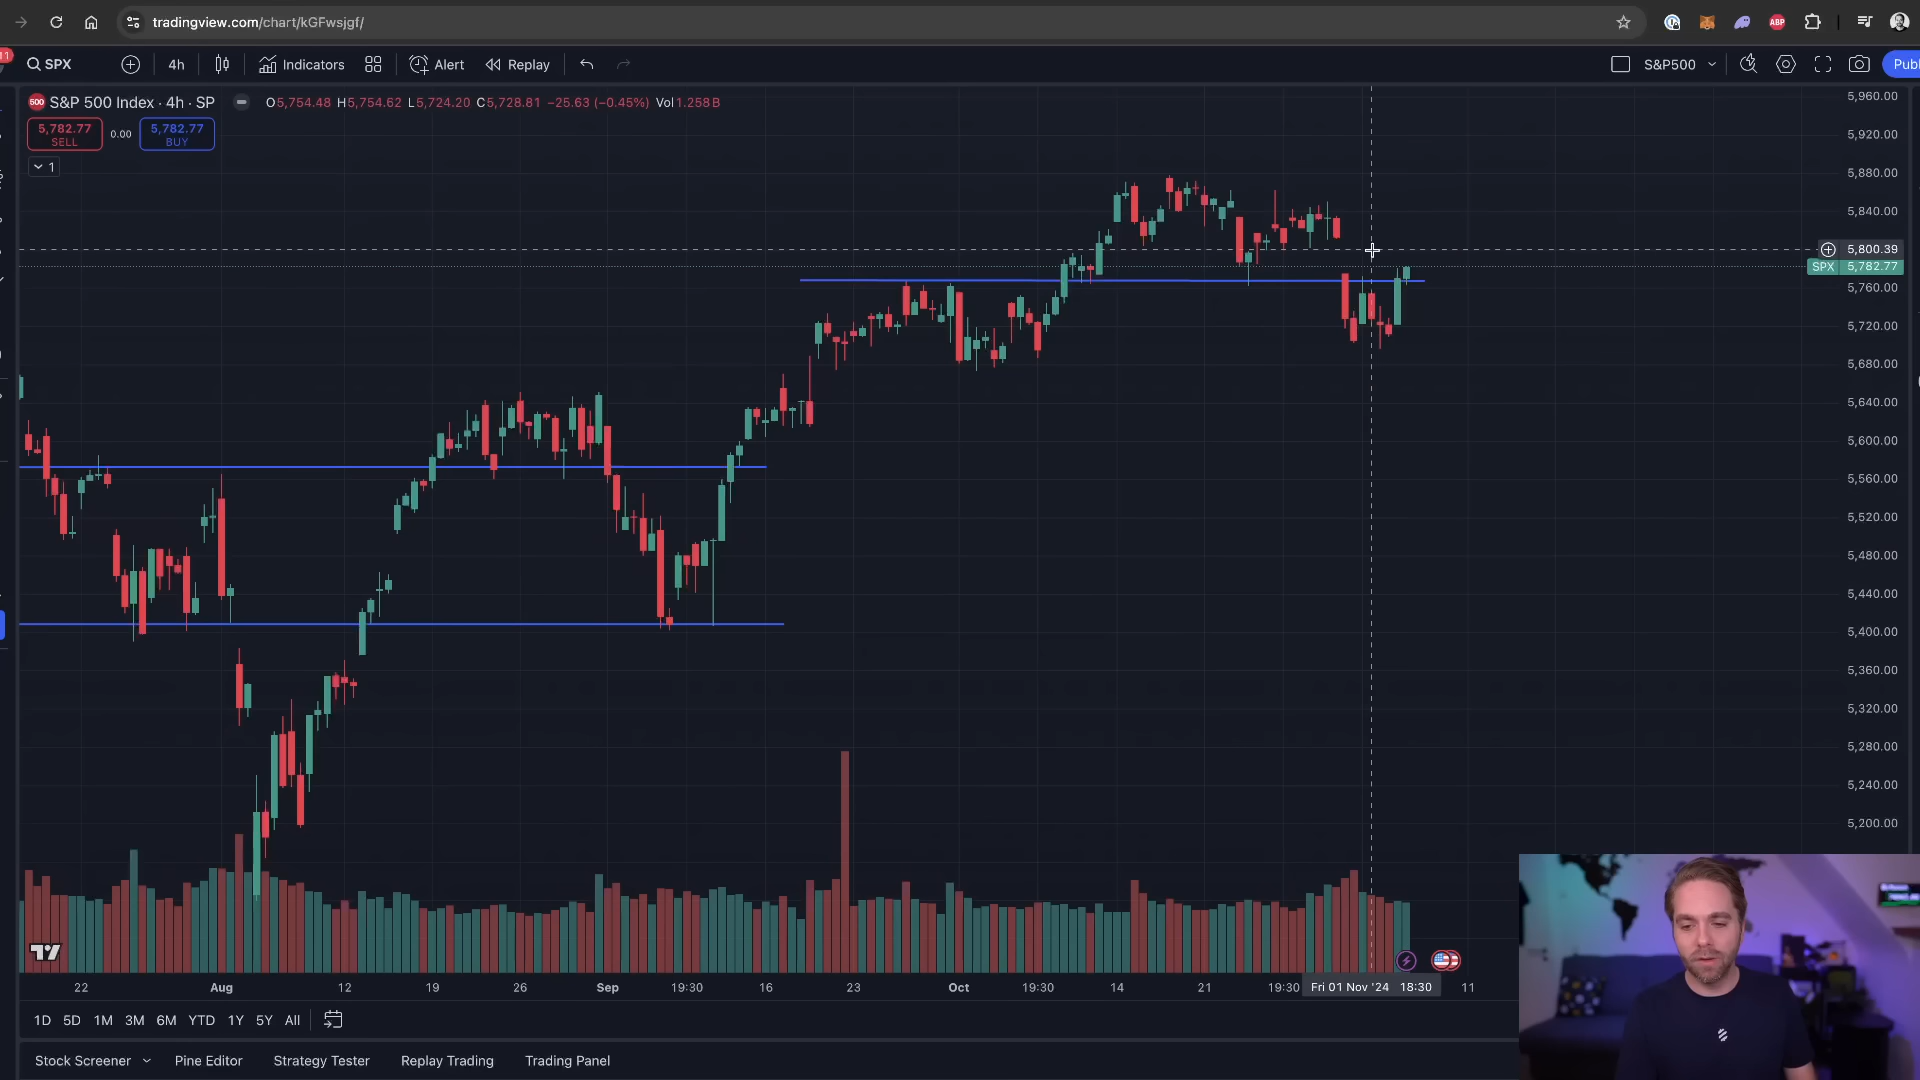 tradingview.com/chart/kGFwsjgf/
ABP
11
SPX
4h
Indicators
Alert
Replay
S&P500
Publ
500
S&P 500 Index · 4h · SP
O5,754.48 H5,754.62 L5,724.20 C5,728.81 −25.63 (−0.45%) Vol1.258B
5,782.77
SELL
0.00
5,782.77
BUY
1
5,960.00
5,920.00
5,880.00
5,840.00
5,800.39
SPX 5,782.77
5,760.00
5,720.00
5,680.00
5,640.00
5,600.00
5,560.00
5,520.00
5,480.00
5,440.00
5,400.00
5,360.00
5,320.00
5,280.00
5,240.00
5,200.00
22 Aug 12 19 26 Sep 19:30 16 23 Oct 19:30 14 21 19:30 Fri 01 Nov '24 18:30 11
1D 5D 1M 3M 6M YTD 1Y 5Y All
Stock Screener Pine Editor Strategy Tester Replay Trading Trading Panel